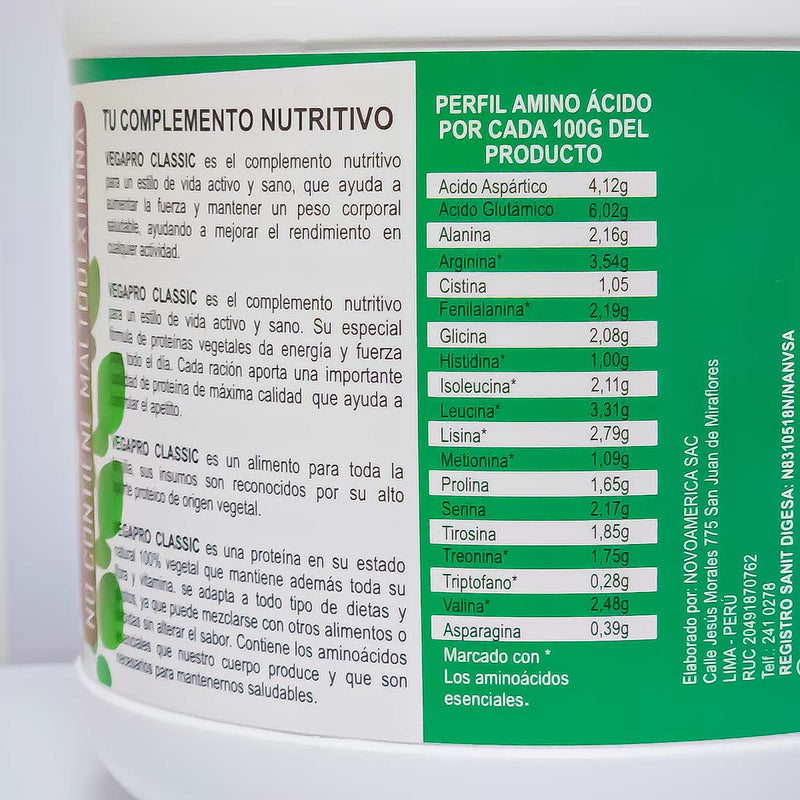 NO CONTIENE MALTODEXTRINA
TU COMPLEMENTO NUTRITIVO
VEGAPRO CLASSIC es el complemento nutritivo
para un estilo de vida activo y sano, que ayuda a
aumentar la fuerza y mantener un peso corporal
saludable, ayudando a mejorar el rendimiento en
cualquier actividad.
VEGAPRO CLASSIC es el complemento nutritivo
para un estilo de vida activo y sano. Su especial
fórmula de proteínas vegetales da energía y fuerza
todo el día. Cada ración aporta una importante
cantidad de proteína de máxima calidad que ayuda a
controlar el apetito.
VEGAPRO CLASSIC es un alimento para toda la
familia, sus insumos son reconocidos por su alto
aporte proteico de origen vegetal.
VEGAPRO CLASSIC es una proteína en su estado
natural 100% vegetal que mantiene además toda su
fibra y vitamina. se adapta a todo tipo de dietas y
ya que puede mezclarse con otros alimentos o
bebidas sin alterar el sabor. Contiene los aminoácidos
esenciales que nuestro cuerpo produce y que son
necesarios para mantenernos saludables.
PERFIL AMINO ÁCIDO
POR CADA 100G DEL
PRODUCTO
Acido Aspártico 4,12g
Acido Glutámico 6,02g
Alanina 2,16g
Arginina* 3,54g
Cistina 1,05
Fenilalanina* 2,19g
Glicina 2,08g
Histidina* 1,00g
Isoleucina* 2,11g
Leucina* 3,31g
Lisina* 2,79g
Metionina* 1,09g
Prolina 1,65g
Serina 2,17g
Tirosina 1,85g
Treonina* 1,75g
Triptofano* 0,28g
Valina* 2,48g
Asparagina 0,39g
Marcado con *
Los aminoácidos
esenciales.
Elaborado por: NOVOAMERICA SAC
Calle Jesús Morales 775 San Juan de Miraflores
LIMA - PERÚ
RUC 20491870762
Telf.: 241 0278
REGISTRO SANIT DIGESA: N8310518N/NANVSA